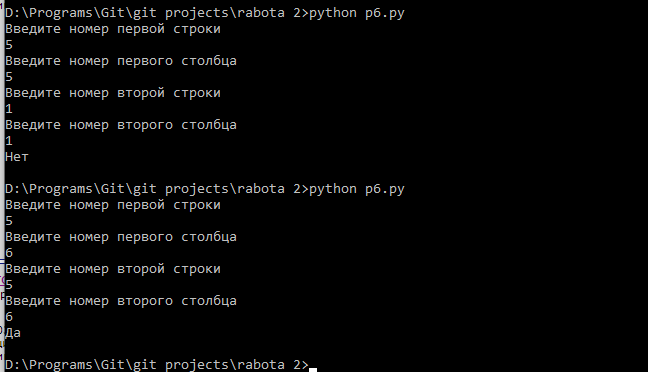 D:\Programs\Git\git projects\rabota 2>python p6.py
Введите номер первой строки
5
Введите номер первого столбца
5
Введите номер второй строки
1
Введите номер второго столбца
1
Нет
D:\Programs\Git\git projects\rabota 2>python p6.py
Введите номер первой строки
5
Введите номер первого столбца
6
Введите номер второй строки
5
Введите номер второго столбца
6
Да
D:\Programs\Git\git projects\rabota 2>